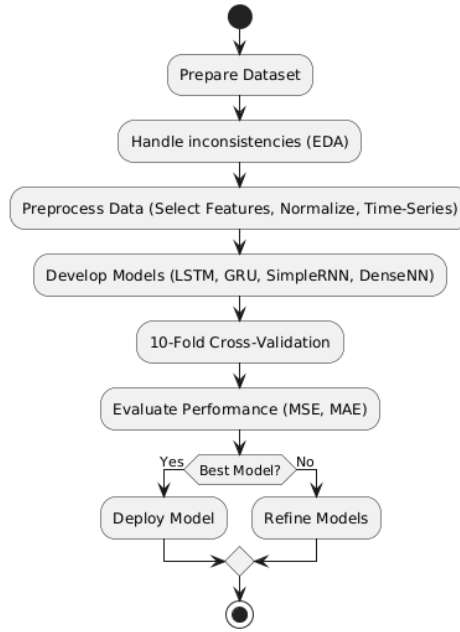 Prepare Dataset
Handle inconsistencies (EDA)
Preprocess Data (Select Features, Normalize, Time-Series)
Develop Models (LSTM, GRU, SimpleRNN, DenseNN)
10-Fold Cross-Validation
Evaluate Performance (MSE, MAE)
Yes
Best Model?
No
Deploy Model
Refine Models